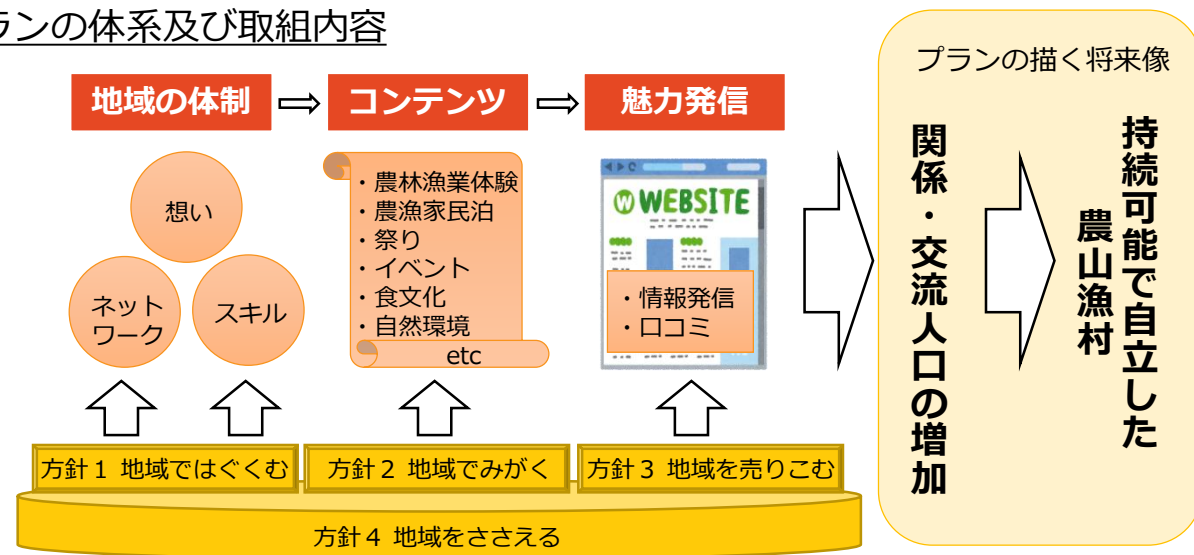 ランの体系及び取組内容
地域の体制
コンテンツ
魅力発信
想い
ネット
ワーク
スキル
・農林漁業体験
・農漁家民泊
・祭り
・イベント
・食文化
・自然環境
etc
WEBSITE
・情報発信
・口コミ
方針1 地域ではぐくむ
方針2 地域でみがく
方針3 地域を売りこむ
方針4 地域をささえる
プランの描く将来像
関係・交流人口の増加
持続可能で自立した
農山漁村